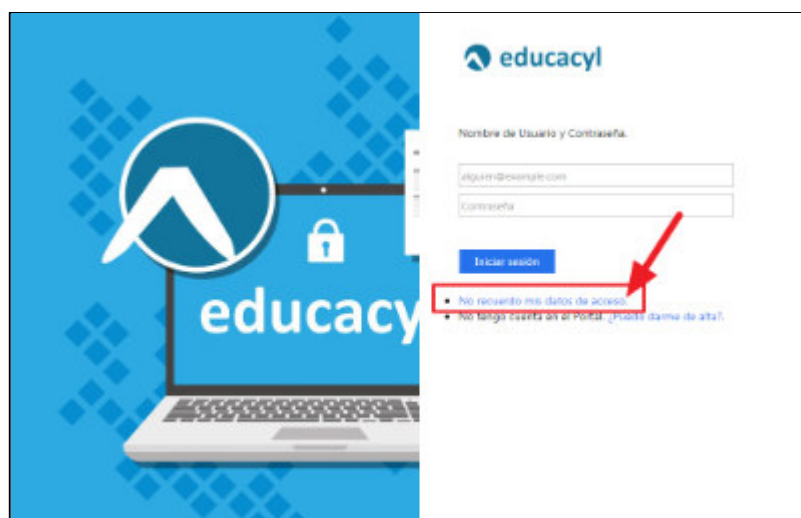 educacyl
Nombre de Usuario y Contraseña.
alguien@example.com
Contraseña
Iniciar sesión
No recuerdo mis datos de acceso.
No tengo cuenta en el Portal. ¿Puedo darme de alta?.
educacy